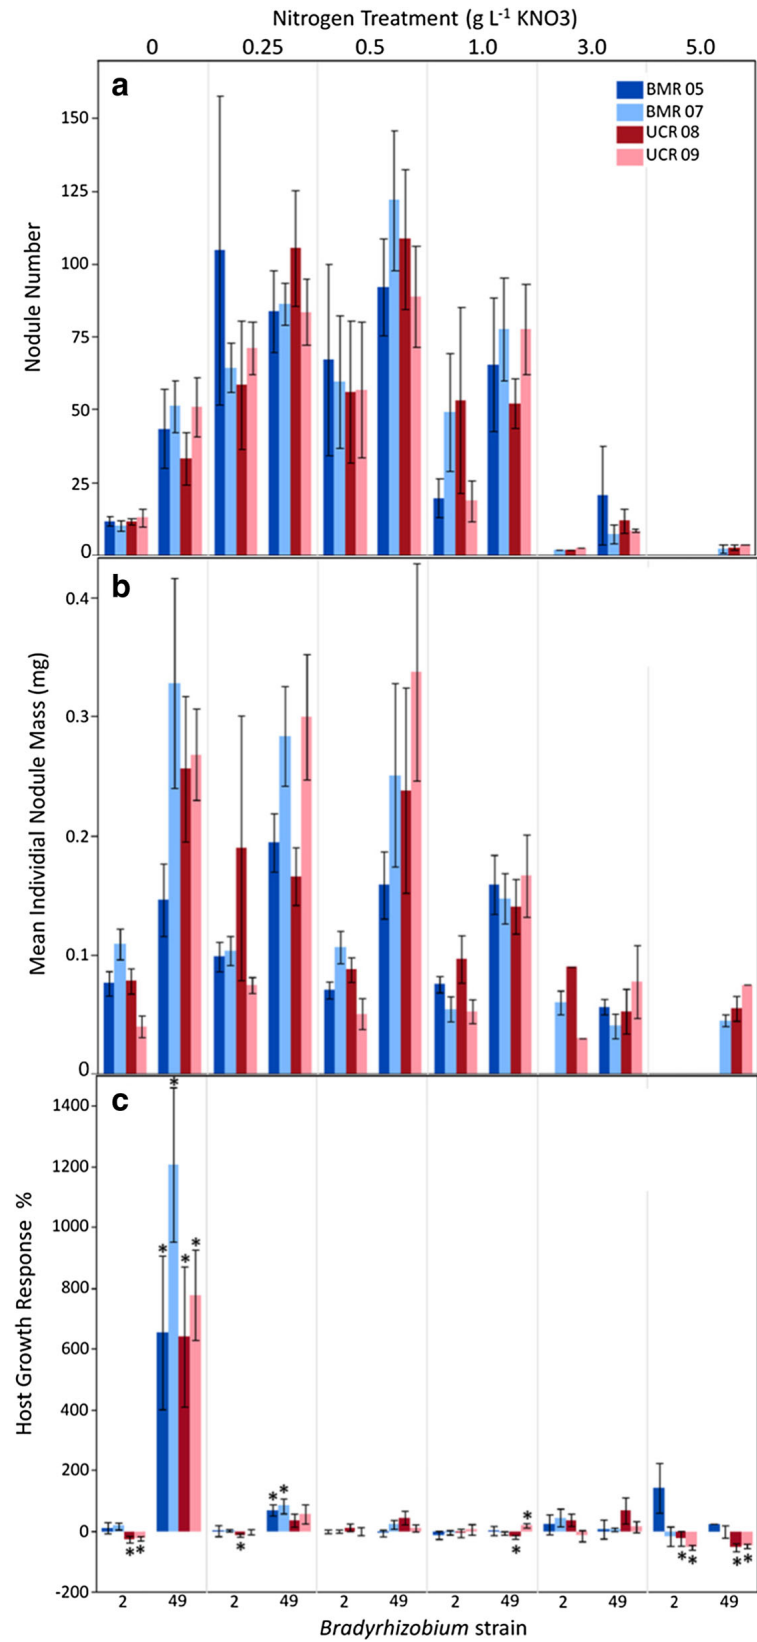 Nitrogen Treatment (g L-1 KNO3)
0 0.25 0.5 1.0 3.0 5.0
a
BMR 05
BMR 07
UCR 08
UCR 09
Nodule Number
150
125
100
75
50
25
0
b
Mean Individial Nodule Mass (mg)
0.4
0.3
0.2
0.1
0
c
Host Growth Response %
1400
1200
1000
800
600
400
200
0
-200
* * * *
* *
*
* *
*
*
* *
* *
2 49 2 49 2 49 2 49 2 49 2 49
Bradyrhizobium strain